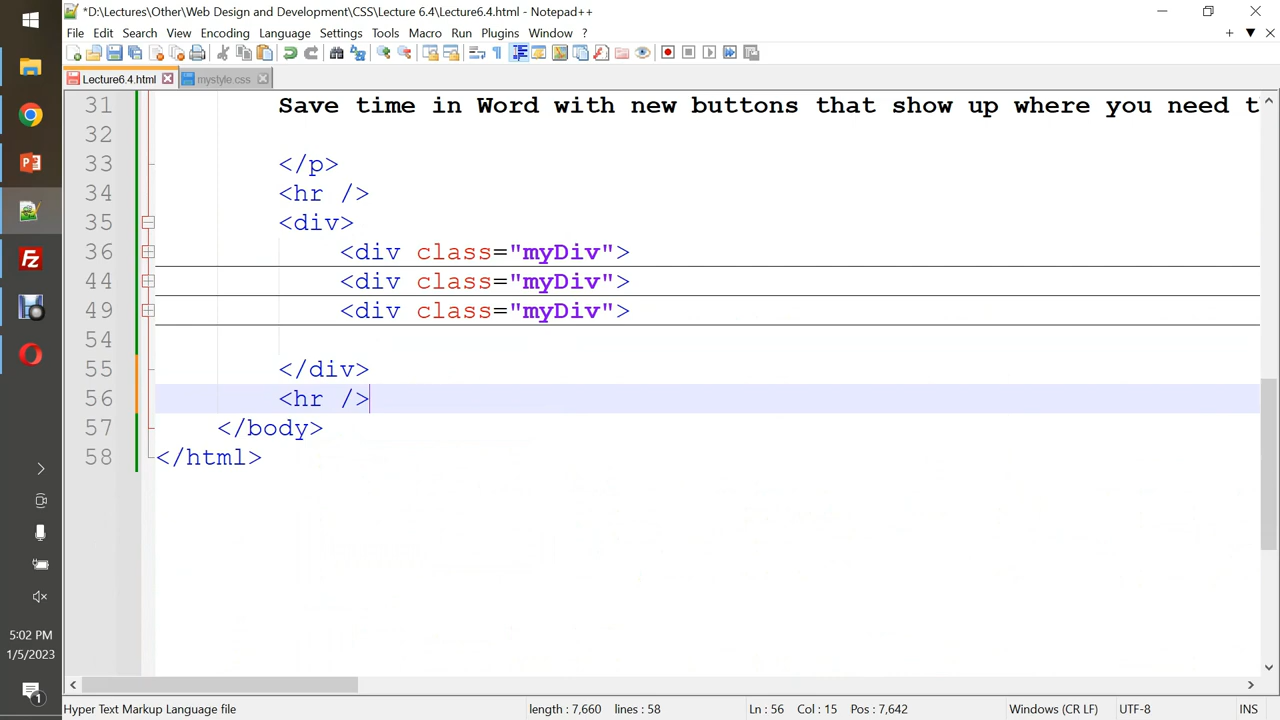 *D:\Lectures\Other\Web Design and Development\CSS\Lecture 6.4\Lecture6.4.html - Notepad++
File Edit Search View Encoding Language Settings Tools Macro Run Plugins Window ?
Lecture6.4.html mystyle.css
31 Save time in Word with new buttons that show up where you need t
32
33 </p>
34 <hr />
35 <div>
36 <div class="myDiv">
44 <div class="myDiv">
49 <div class="myDiv">
54
55 </div>
56 <hr />
57 </body>
58 </html>
5:02 PM
1/5/2023
1
Hyper Text Markup Language file length : 7,660 lines : 58 Ln : 56 Col : 15 Pos : 7,642 Windows (CR LF) UTF-8 INS